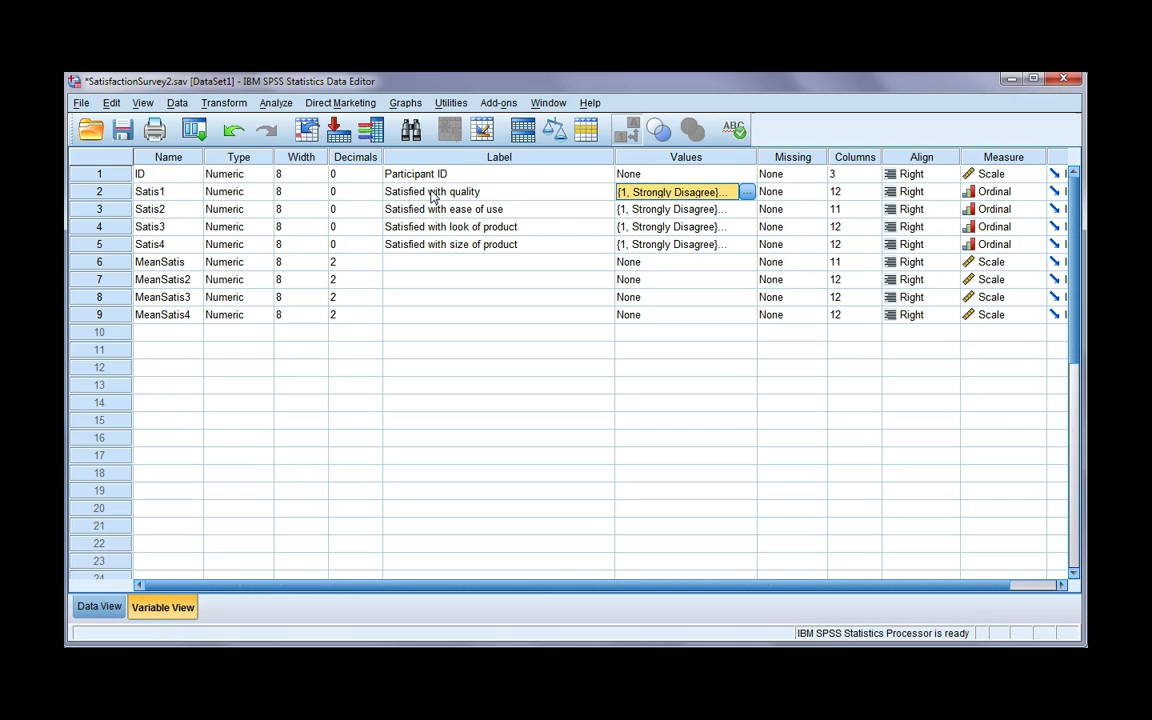 *SatisfactionSurvey2.sav [DataSet1] - IBM SPSS Statistics Data Editor
File Edit View Data Transform Analyze Direct Marketing Graphs Utilities Add-ons Window Help
Name Type Width Decimals Label Values Missing Columns Align Measure
1 ID Numeric 8 0 Participant ID None None 3 Right Scale
2 Satis1 Numeric 8 0 Satisfied with quality {1, Strongly Disagree}... None 12 Right Ordinal
3 Satis2 Numeric 8 0 Satisfied with ease of use {1, Strongly Disagree}... None 11 Right Ordinal
4 Satis3 Numeric 8 0 Satisfied with look of product {1, Strongly Disagree}... None 12 Right Ordinal
5 Satis4 Numeric 8 0 Satisfied with size of product {1, Strongly Disagree}... None 12 Right Ordinal
6 MeanSatis Numeric 8 2 None None 11 Right Scale
7 MeanSatis2 Numeric 8 2 None None 12 Right Scale
8 MeanSatis3 Numeric 8 2 None None 12 Right Scale
9 MeanSatis4 Numeric 8 2 None None 12 Right Scale
10
11
12
13
14
15
16
17
18
19
20
21
22
23
24
Data View Variable View
IBM SPSS Statistics Processor is ready